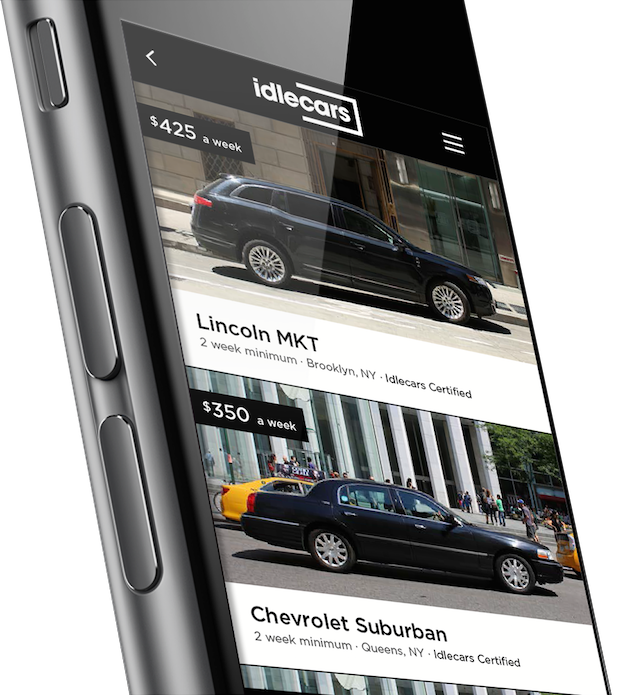 idlecars
$425 a week
Lincoln MKT
2 week minimum · Brooklyn, NY · Idlecars Certified
$350 a week
Chevrolet Suburban
2 week minimum · Queens, NY · Idlecars Certified